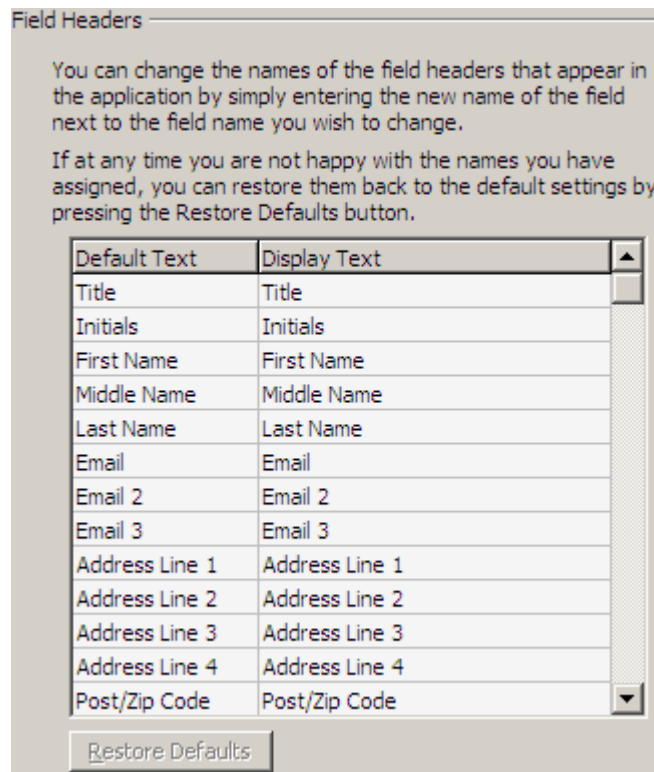 Field Headers
You can change the names of the field headers that appear in
the application by simply entering the new name of the field
next to the field name you wish to change.
If at any time you are not happy with the names you have
assigned, you can restore them back to the default settings by
pressing the Restore Defaults button.
Default Text Display Text
Title Title
Initials Initials
First Name First Name
Middle Name Middle Name
Last Name Last Name
Email Email
Email 2 Email 2
Email 3 Email 3
Address Line 1 Address Line 1
Address Line 2 Address Line 2
Address Line 3 Address Line 3
Address Line 4 Address Line 4
Post/Zip Code Post/Zip Code
Restore Defaults